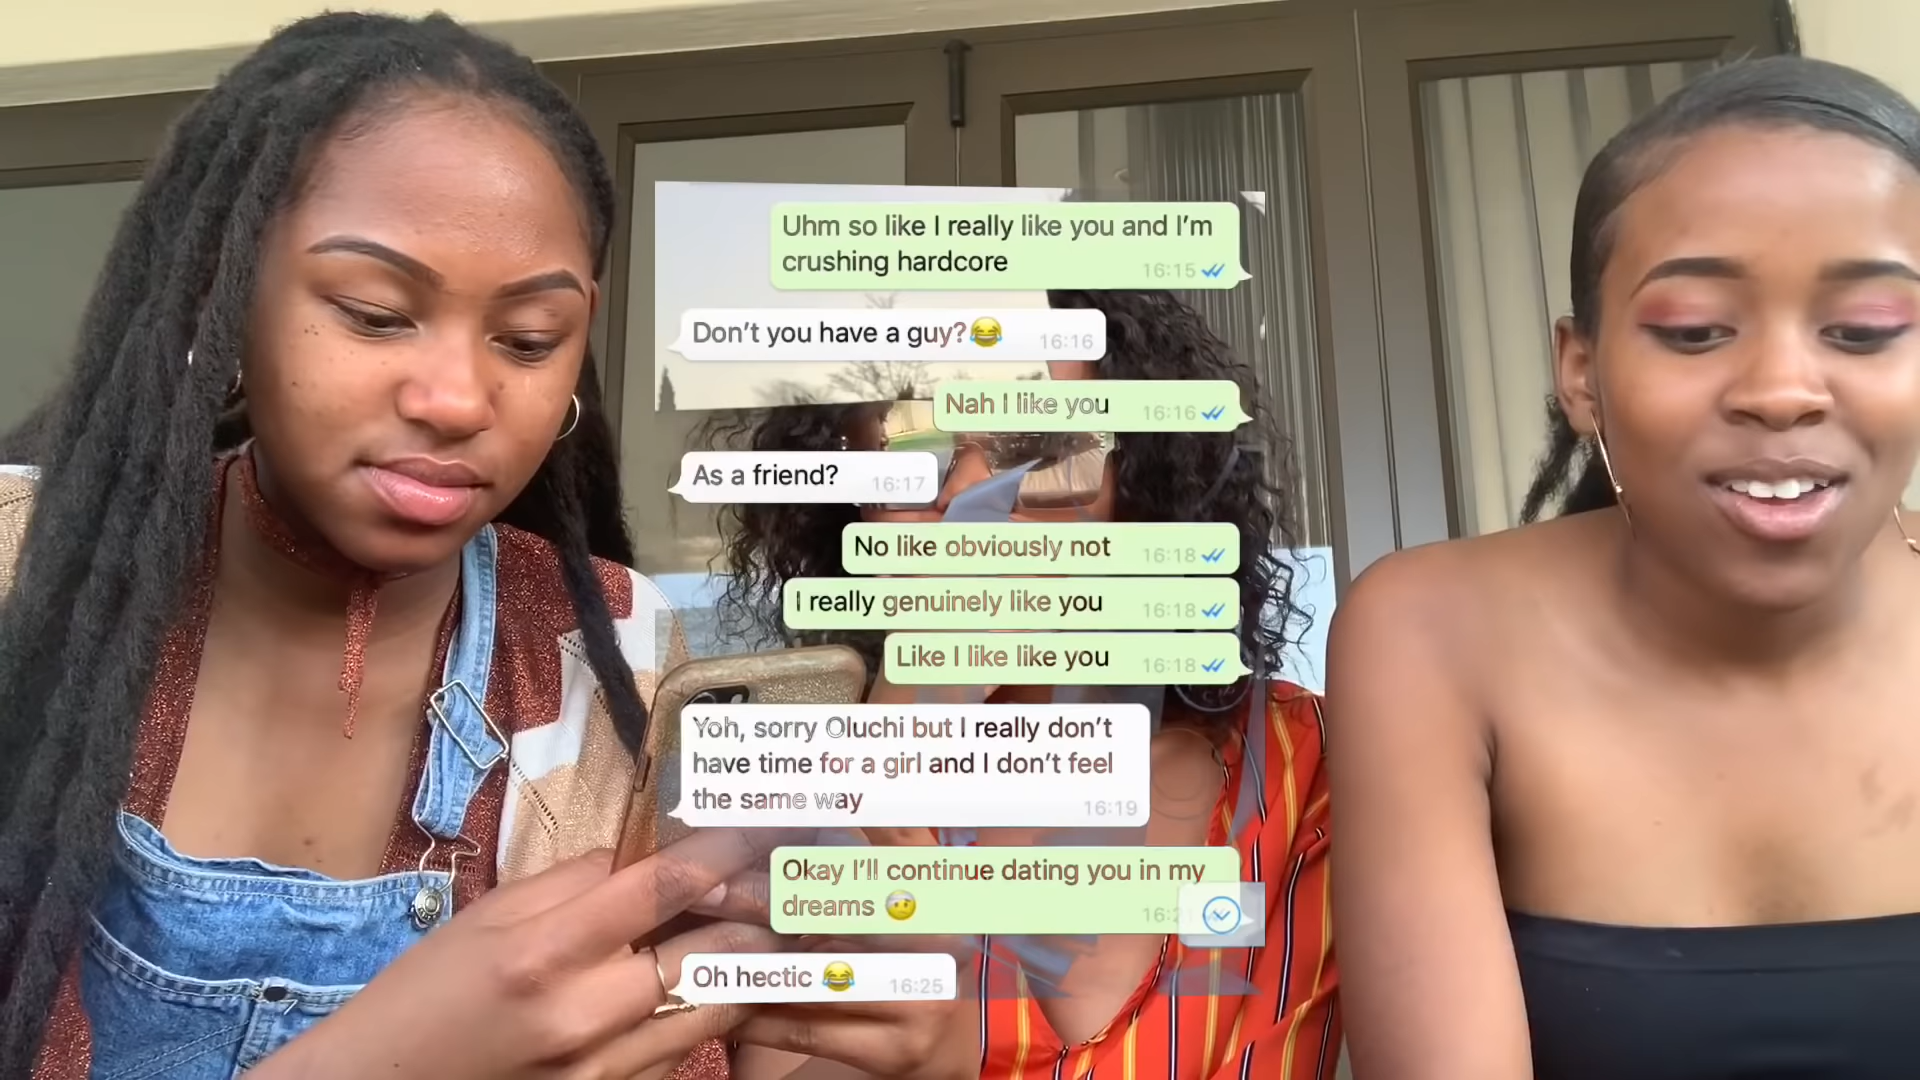 Uhm so like I really like you and I’m
crushing hardcore
16:15
Don’t you have a guy?😂
16:16
Nah I like you
16:16
As a friend?
16:17
No like obviously not
16:18
I really genuinely like you
16:18
Like I like like you
16:18
Yoh, sorry Oluchi but I really don’t
have time for a girl and I don’t feel
the same way
16:19
Okay I’ll continue dating you in my
dreams 🤕
Oh hectic 😂
16:25